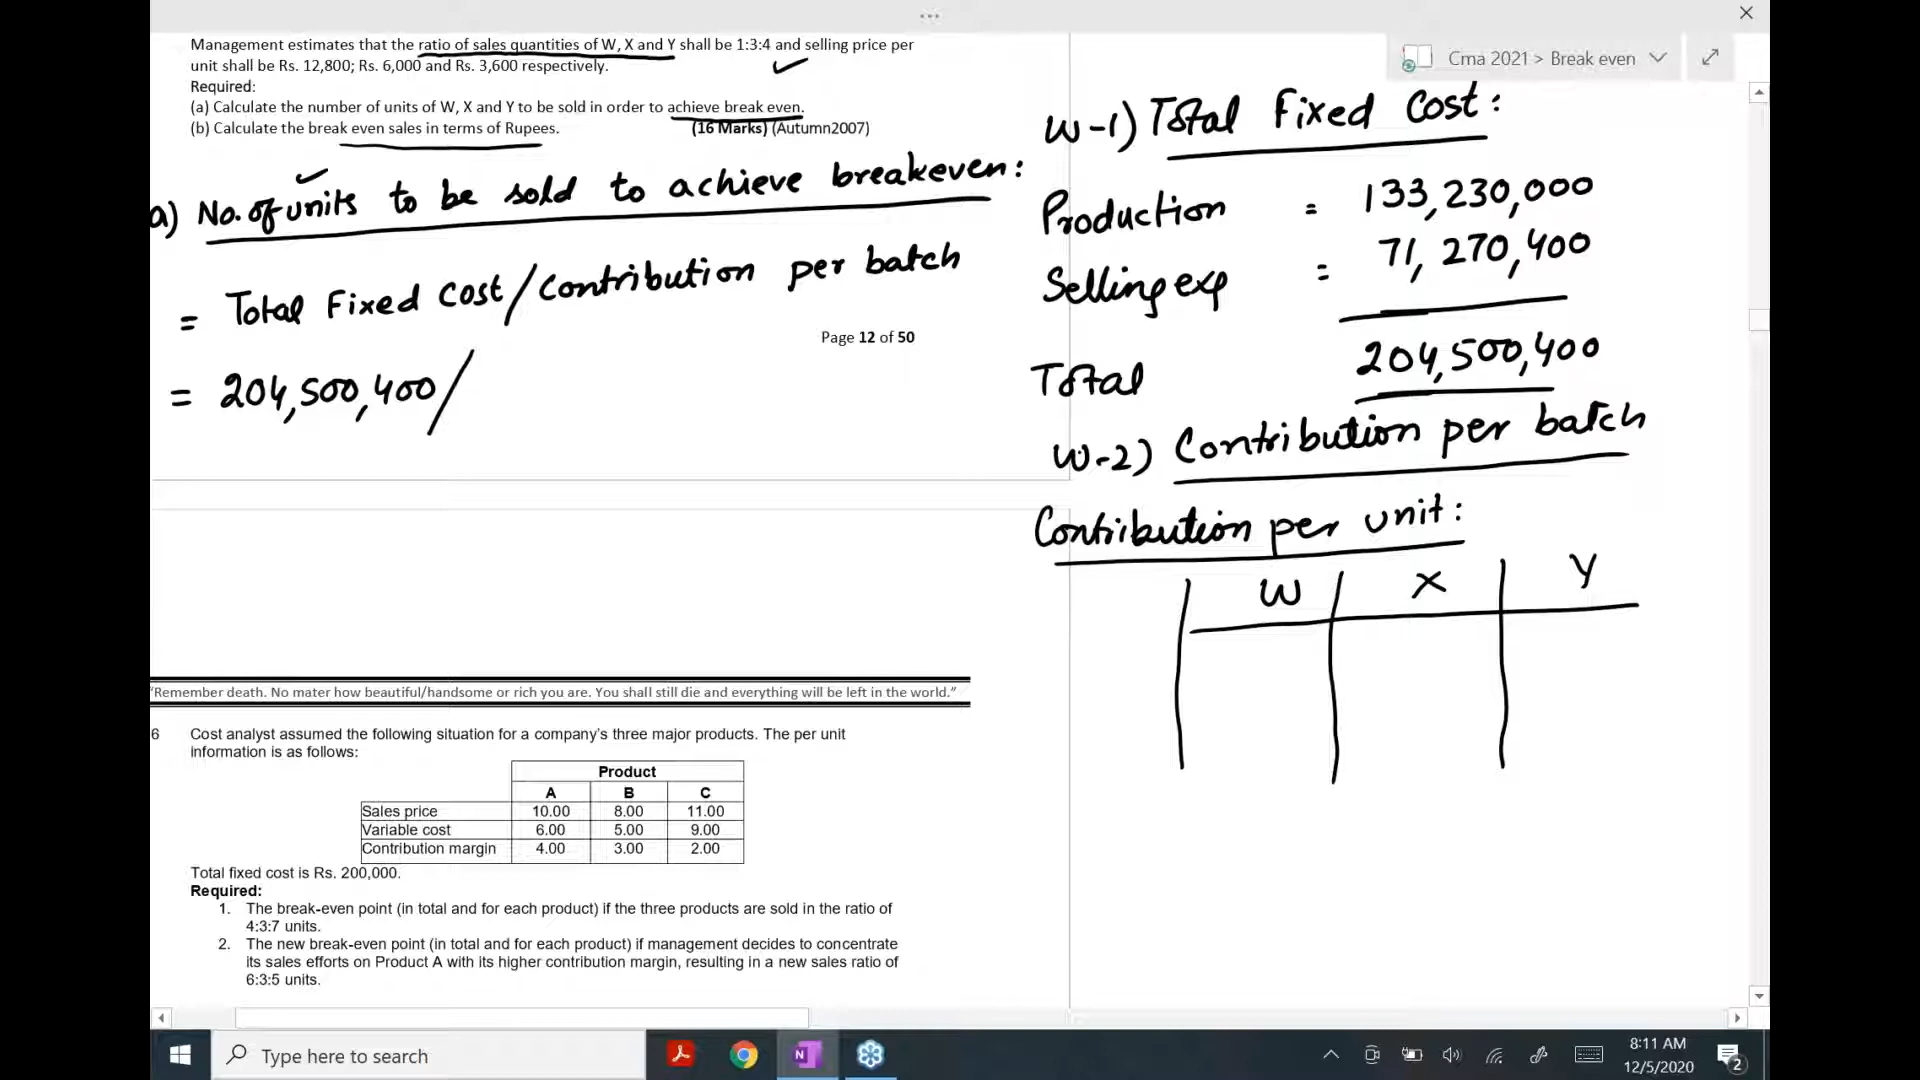 Cma 2021 > Break even
Management estimates that the ratio of sales quantities of W, X and Y shall be 1:3:4 and selling price per
unit shall be Rs. 12,800; Rs. 6,000 and Rs. 3,600 respectively.
Required:
(a) Calculate the number of units of W, X and Y to be sold in order to achieve break even.
(b) Calculate the break even sales in terms of Rupees. (16 Marks) (Autumn2007)
a) No. of units to be sold to achieve breakeven:
= Total Fixed Cost / Contribution per batch
Page 12 of 50
= 204,500,400 /
W-1) Total Fixed Cost:
Production = 133,230,000
Selling exp = 71,270,400
Total 204,500,400
W-2) Contribution per batch
Contribution per unit:
W X Y
"Remember death. No mater how beautiful/handsome or rich you are. You shall still die and everything will be left in the world."
6 Cost analyst assumed the following situation for a company's three major products. The per unit
information is as follows:
Product
A B C
Sales price 10.00 8.00 11.00
Variable cost 6.00 5.00 9.00
Contribution margin 4.00 3.00 2.00
Total fixed cost is Rs. 200,000.
Required:
1. The break-even point (in total and for each product) if the three products are sold in the ratio of
4:3:7 units.
2. The new break-even point (in total and for each product) if management decides to concentrate
its sales efforts on Product A with its higher contribution margin, resulting in a new sales ratio of
6:3:5 units.
Type here to search
N
8:11 AM
12/5/2020
2